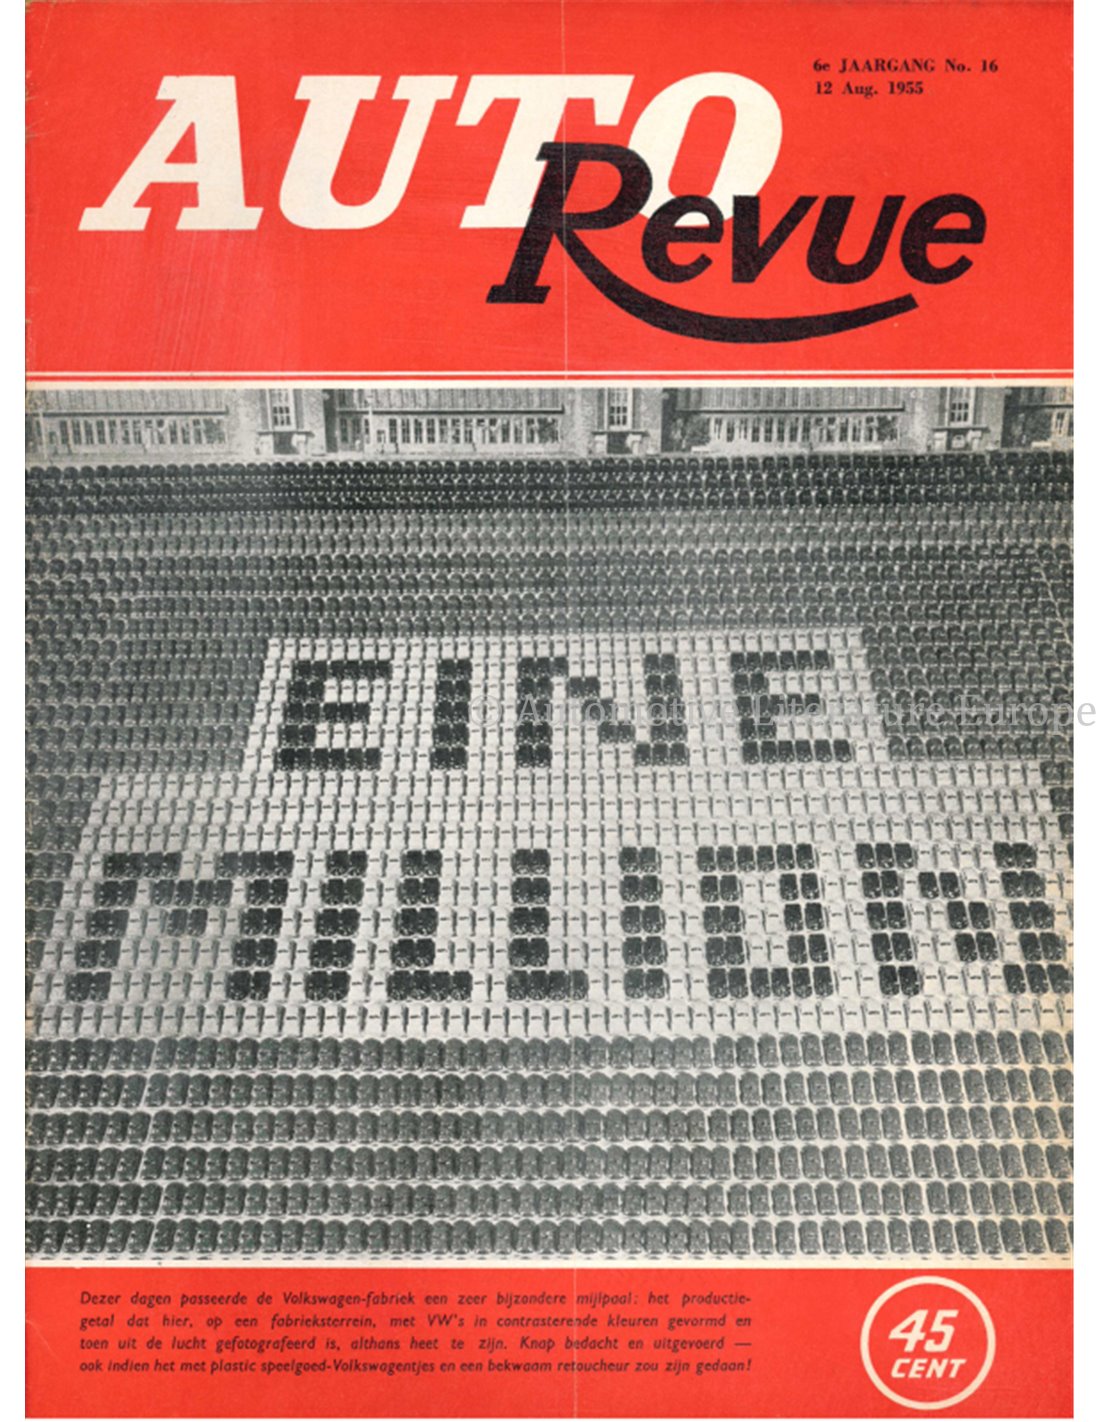 6e JAARGANG No. 16
12 Aug. 1955
AUTO
Revue
EINE
© Automotive Literature Europe
MILLION
Dezer dagen passeerde de Volkswagen-fabriek een zeer bijzondere mijlpaal: het productie-
getal dat hier, op een fabrieksterrein, met VW's in contrasterende kleuren gevormd en
toen uit de lucht gefotografeerd is, althans heet te zijn. Knap bedacht en uitgevoerd —
ook indien het met plastic speelgoed-Volkswagentjes en een bekwaam retoucheur zou zijn gedaan!
45
CENT